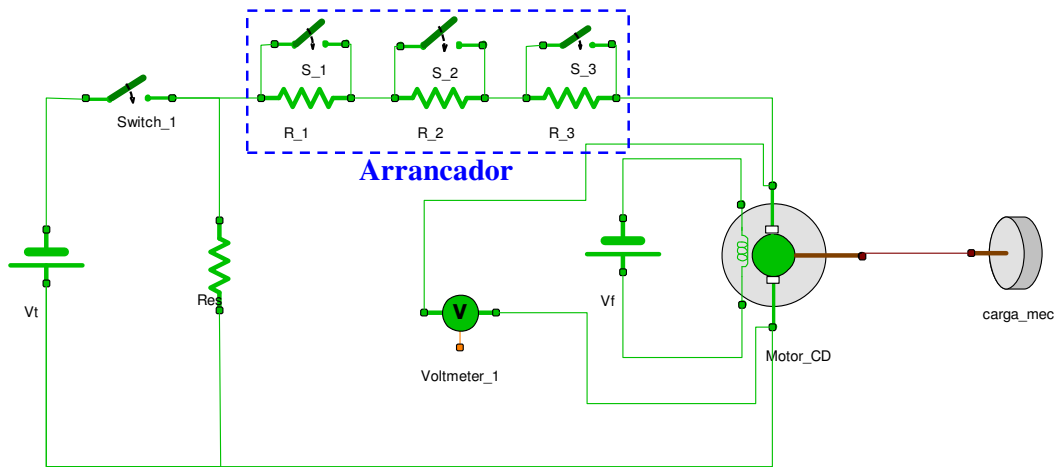 S_1
S_2
S_3
Switch_1
R_1
R_2
R_3
Arrancador
Vt
Res
V
Voltmeter_1
Vf
Motor_CD
carga_mec